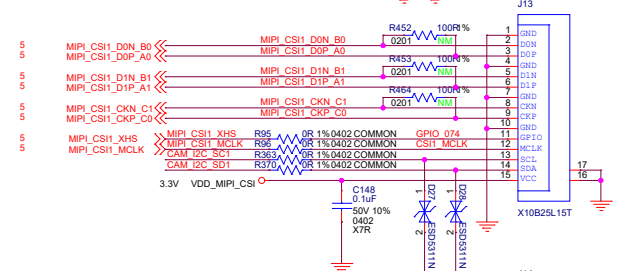 J13
R452 100R 1%
0201 NM
5 MIPI_CSI1_D0N_B0 MIPI_CSI1_D0N_B0
5 MIPI_CSI1_D0P_A0 MIPI_CSI1_D0P_A0
R453 100R 1%
0201 NM
5 MIPI_CSI1_D1N_B1 MIPI_CSI1_D1N_B1
5 MIPI_CSI1_D1P_A1 MIPI_CSI1_D1P_A1
R464 100R 1%
0201 NM
5 MIPI_CSI1_CKN_C1 MIPI_CSI1_CKN_C1
5 MIPI_CSI1_CKP_C0 MIPI_CSI1_CKP_C0
5 MIPI_CSI1_XHS MIPI_CSI1_XHS R95 0R 1% 0402 COMMON GPIO_074
5 MIPI_CSI1_MCLK MIPI_CSI1_MCLK R96 0R 1% 0402 COMMON CSI1_MCLK
CAM_I2C_SC1 R363 0R 1% 0402 COMMON
CAM_I2C_SD1 R370 0R 1% 0402 COMMON
3.3V VDD_MIPI_CSI
1 GND
2 D0N
3 D0P
4 GND
5 D1N
6 D1P
7 GND
8 CKN
9 CKP
10 GND
11 GPIO
12 MCLK
13 SCL
14 SDA
15 VCC
17
16
X10B25L15T
C148
0.1uF
50V 10%
0402
X7R
1 D27 2 ESD5311N
1 D28 2 ESD5311N